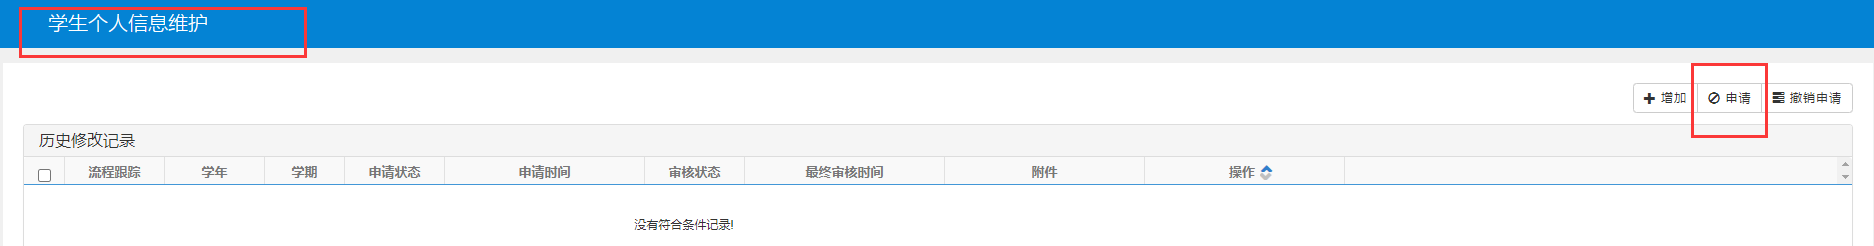 学生个人信息维护
增加 申请 撤销申请
历史修改记录
流程跟踪 学年 学期 申请状态 申请时间 审核状态 最终审核时间 附件 操作
没有符合条件记录!